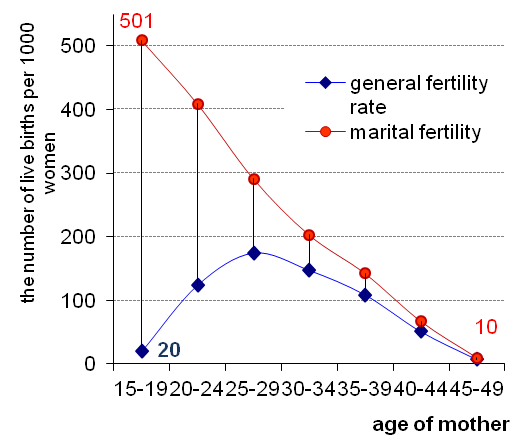 501
the number of live births per 1000
women
500
400
300
200
100
0
general fertility
rate
marital fertility
20
10
15-19 20-24 25-29 30-34 35-39 40-44 45-49
age of mother